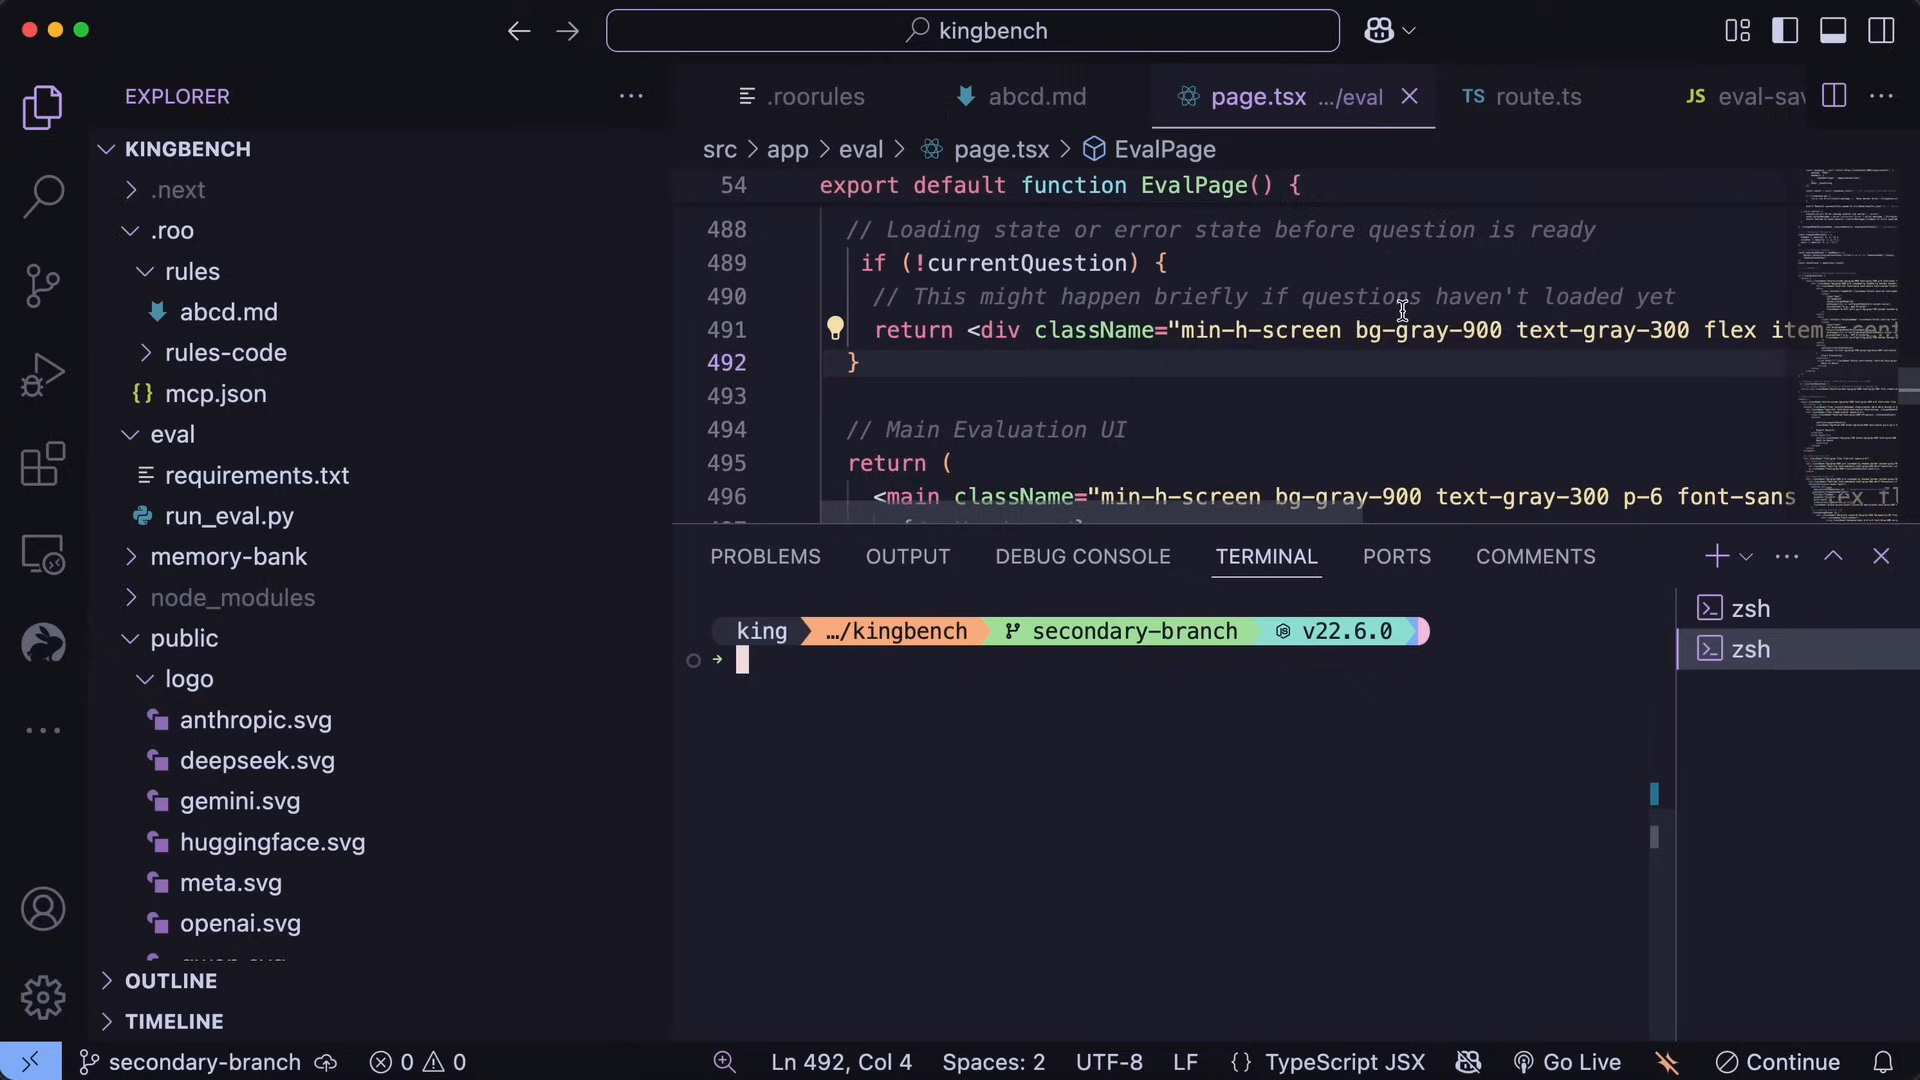 kingbench
EXPLORER
KINGBENCH
.next
.roo
rules
abcd.md
rules-code
mcp.json
eval
requirements.txt
run_eval.py
memory-bank
node_modules
public
logo
anthropic.svg
deepseek.svg
gemini.svg
huggingface.svg
meta.svg
openai.svg
OUTLINE
TIMELINE
.roorules
abcd.md
page.tsx .../eval
TS route.ts
JS eval-sav
src > app > eval > page.tsx > EvalPage
54 export default function EvalPage() {
488 // Loading state or error state before question is ready
489 if (!currentQuestion) {
490 // This might happen briefly if questions haven't loaded yet
491 return <div className="min-h-screen bg-gray-900 text-gray-300 flex item cent
492 }
493
494 // Main Evaluation UI
495 return (
496 <main className="min-h-screen bg-gray-900 text-gray-300 p-6 font-sans
PROBLEMS OUTPUT DEBUG CONSOLE TERMINAL PORTS COMMENTS
king …/kingbench secondary-branch v22.6.0
zsh
zsh
secondary-branch 0 0 Ln 492, Col 4 Spaces: 2 UTF-8 LF {} TypeScript JSX Go Live Continue